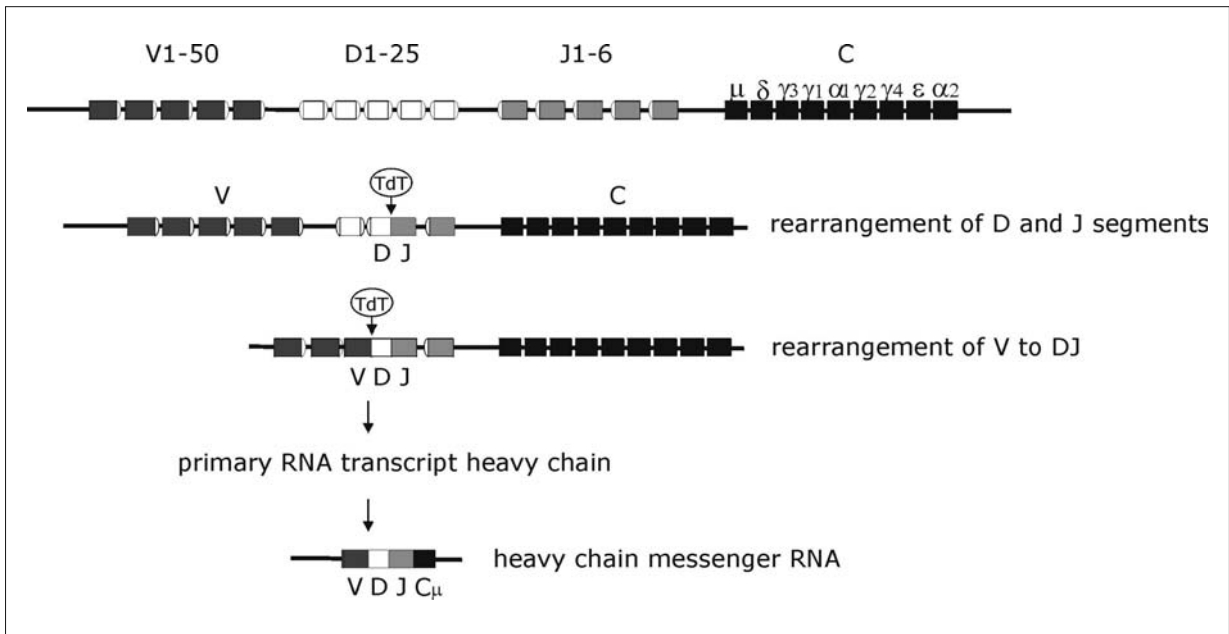 V1-50 D1-25 J1-6 C
μ δ γ3 γ1 α1 γ2 γ4 ε α2
TdT
V C
rearrangement of D and J segments
D J
TdT
rearrangement of V to DJ
V D J
primary RNA transcript heavy chain
heavy chain messenger RNA
V D J Cμ